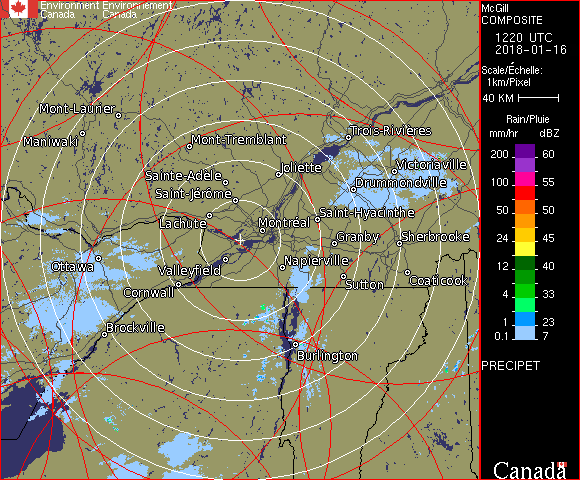 Environment Environnement
Canada Canada
McGill
COMPOSITE
1220 UTC
2018-01-16
Scale/Échelle:
1km/Pixel
40 KM
Rain/Pluie
mm/hr dBZ
200 60
100 55
50 50
24 45
12 40
4 33
1 23
0.1 7
PRECIPET
Canada
Mont-Laurier
Maniwaki
Mont-Tremblant
Trois-Rivières
Victoriaville
Sainte-Adèle
Joliette
Drummondville
Saint-Jérôme
Lachute
Saint-Hyacinthe
Montréal
Granby
Sherbrooke
Ottawa
Valleyfield
Napierville
Cornwall
Sutton
Coaticook
Brockville
Burlington